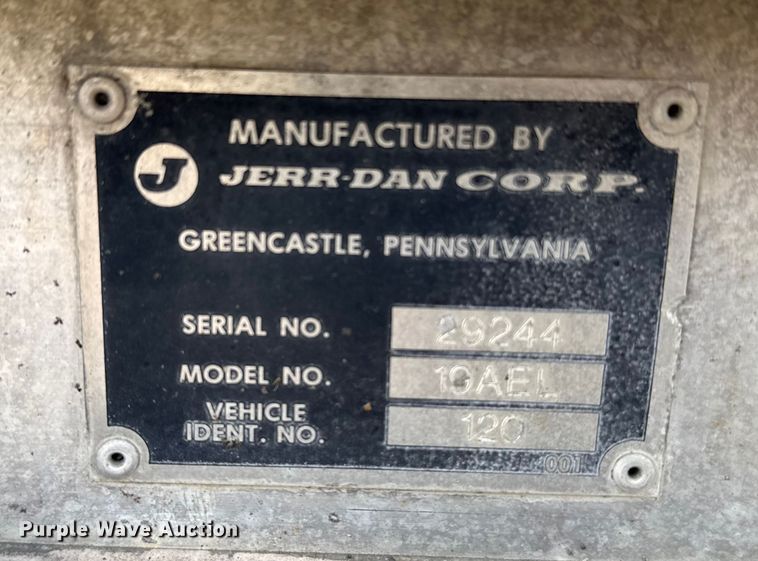 MANUFACTURED BY
J JERR-DAN CORP.
GREENCASTLE, PENNSYLVANIA
SERIAL NO. 29244
MODEL NO. 10AEL
VEHICLE
IDENT. NO. 120
001
Purple Wave Auction